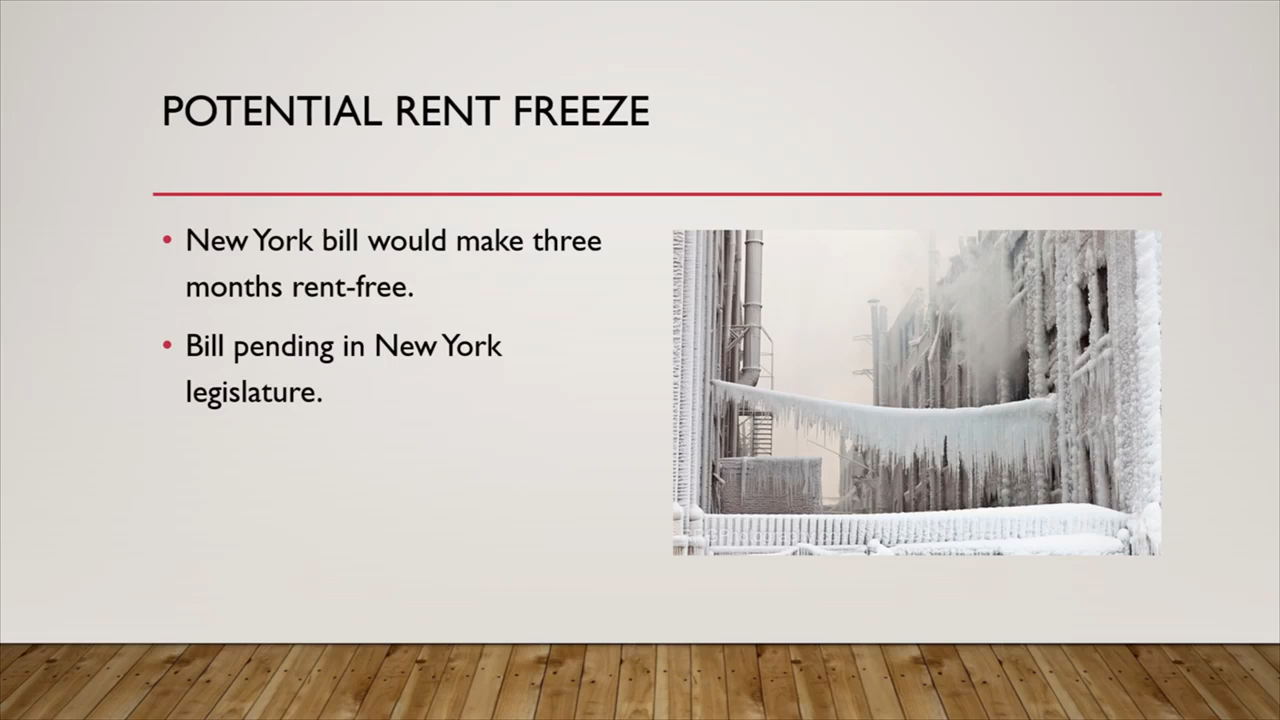 POTENTIAL RENT FREEZE
• New York bill would make three
months rent-free.
• Bill pending in New York
legislature.